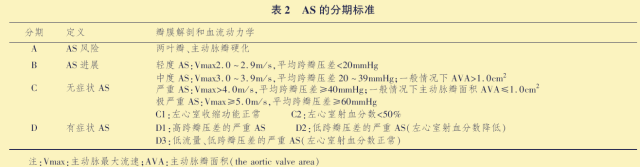 表 2 AS 的分期标准
分期 定义 瓣膜解剖和血流动力学
A AS 风险 两叶瓣、主动脉瓣硬化
B AS 进展 轻度 AS:Vmax2.0~2.9m/s,平均跨瓣压差<20mmHg
中度 AS:Vmax3.0~3.9m/s,平均跨瓣压差 20~39mmHg;一般情况下 AVA>1.0cm²
C 无症状 AS 严重 AS:Vmax>4.0m/s,平均跨瓣压差≥40mmHg;一般情况下主动脉瓣面积 AVA≤1.0cm²
极严重 AS:Vmax≥5.0m/s,平均跨瓣压差≥60mmHg
C1:左心室收缩功能正常 C2:左心室射血分数<50%
D 有症状 AS D1:高跨瓣压差的严重 AS D2:低跨瓣压差的严重 AS(左心室射血分数降低)
D3:低流量、低跨瓣压差的严重 AS(左心室射血分数正常)
注:Vmax:主动脉最大流速;AVA:主动脉瓣面积(the aortic valve area)